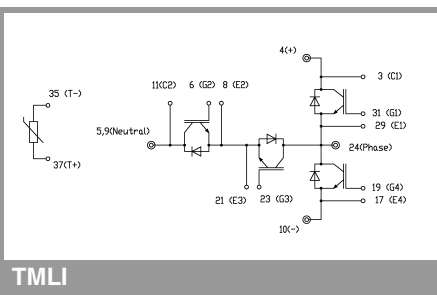 4(+)
3 (C1)
11(C2) 6 (G2) 8 (E2)
35 (T-)
31 (G1)
29 (E1)
5,9(Neutral)
24(Phase)
37(T+)
19 (G4)
21 (E3) 23 (G3)
17 (E4)
10(-)
TMLI